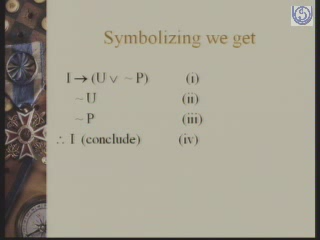 Symbolizing we get
I → (U ∨ ~ P) (i)
~ U (ii)
~ P (iii)
∴ I (conclude) (iv)